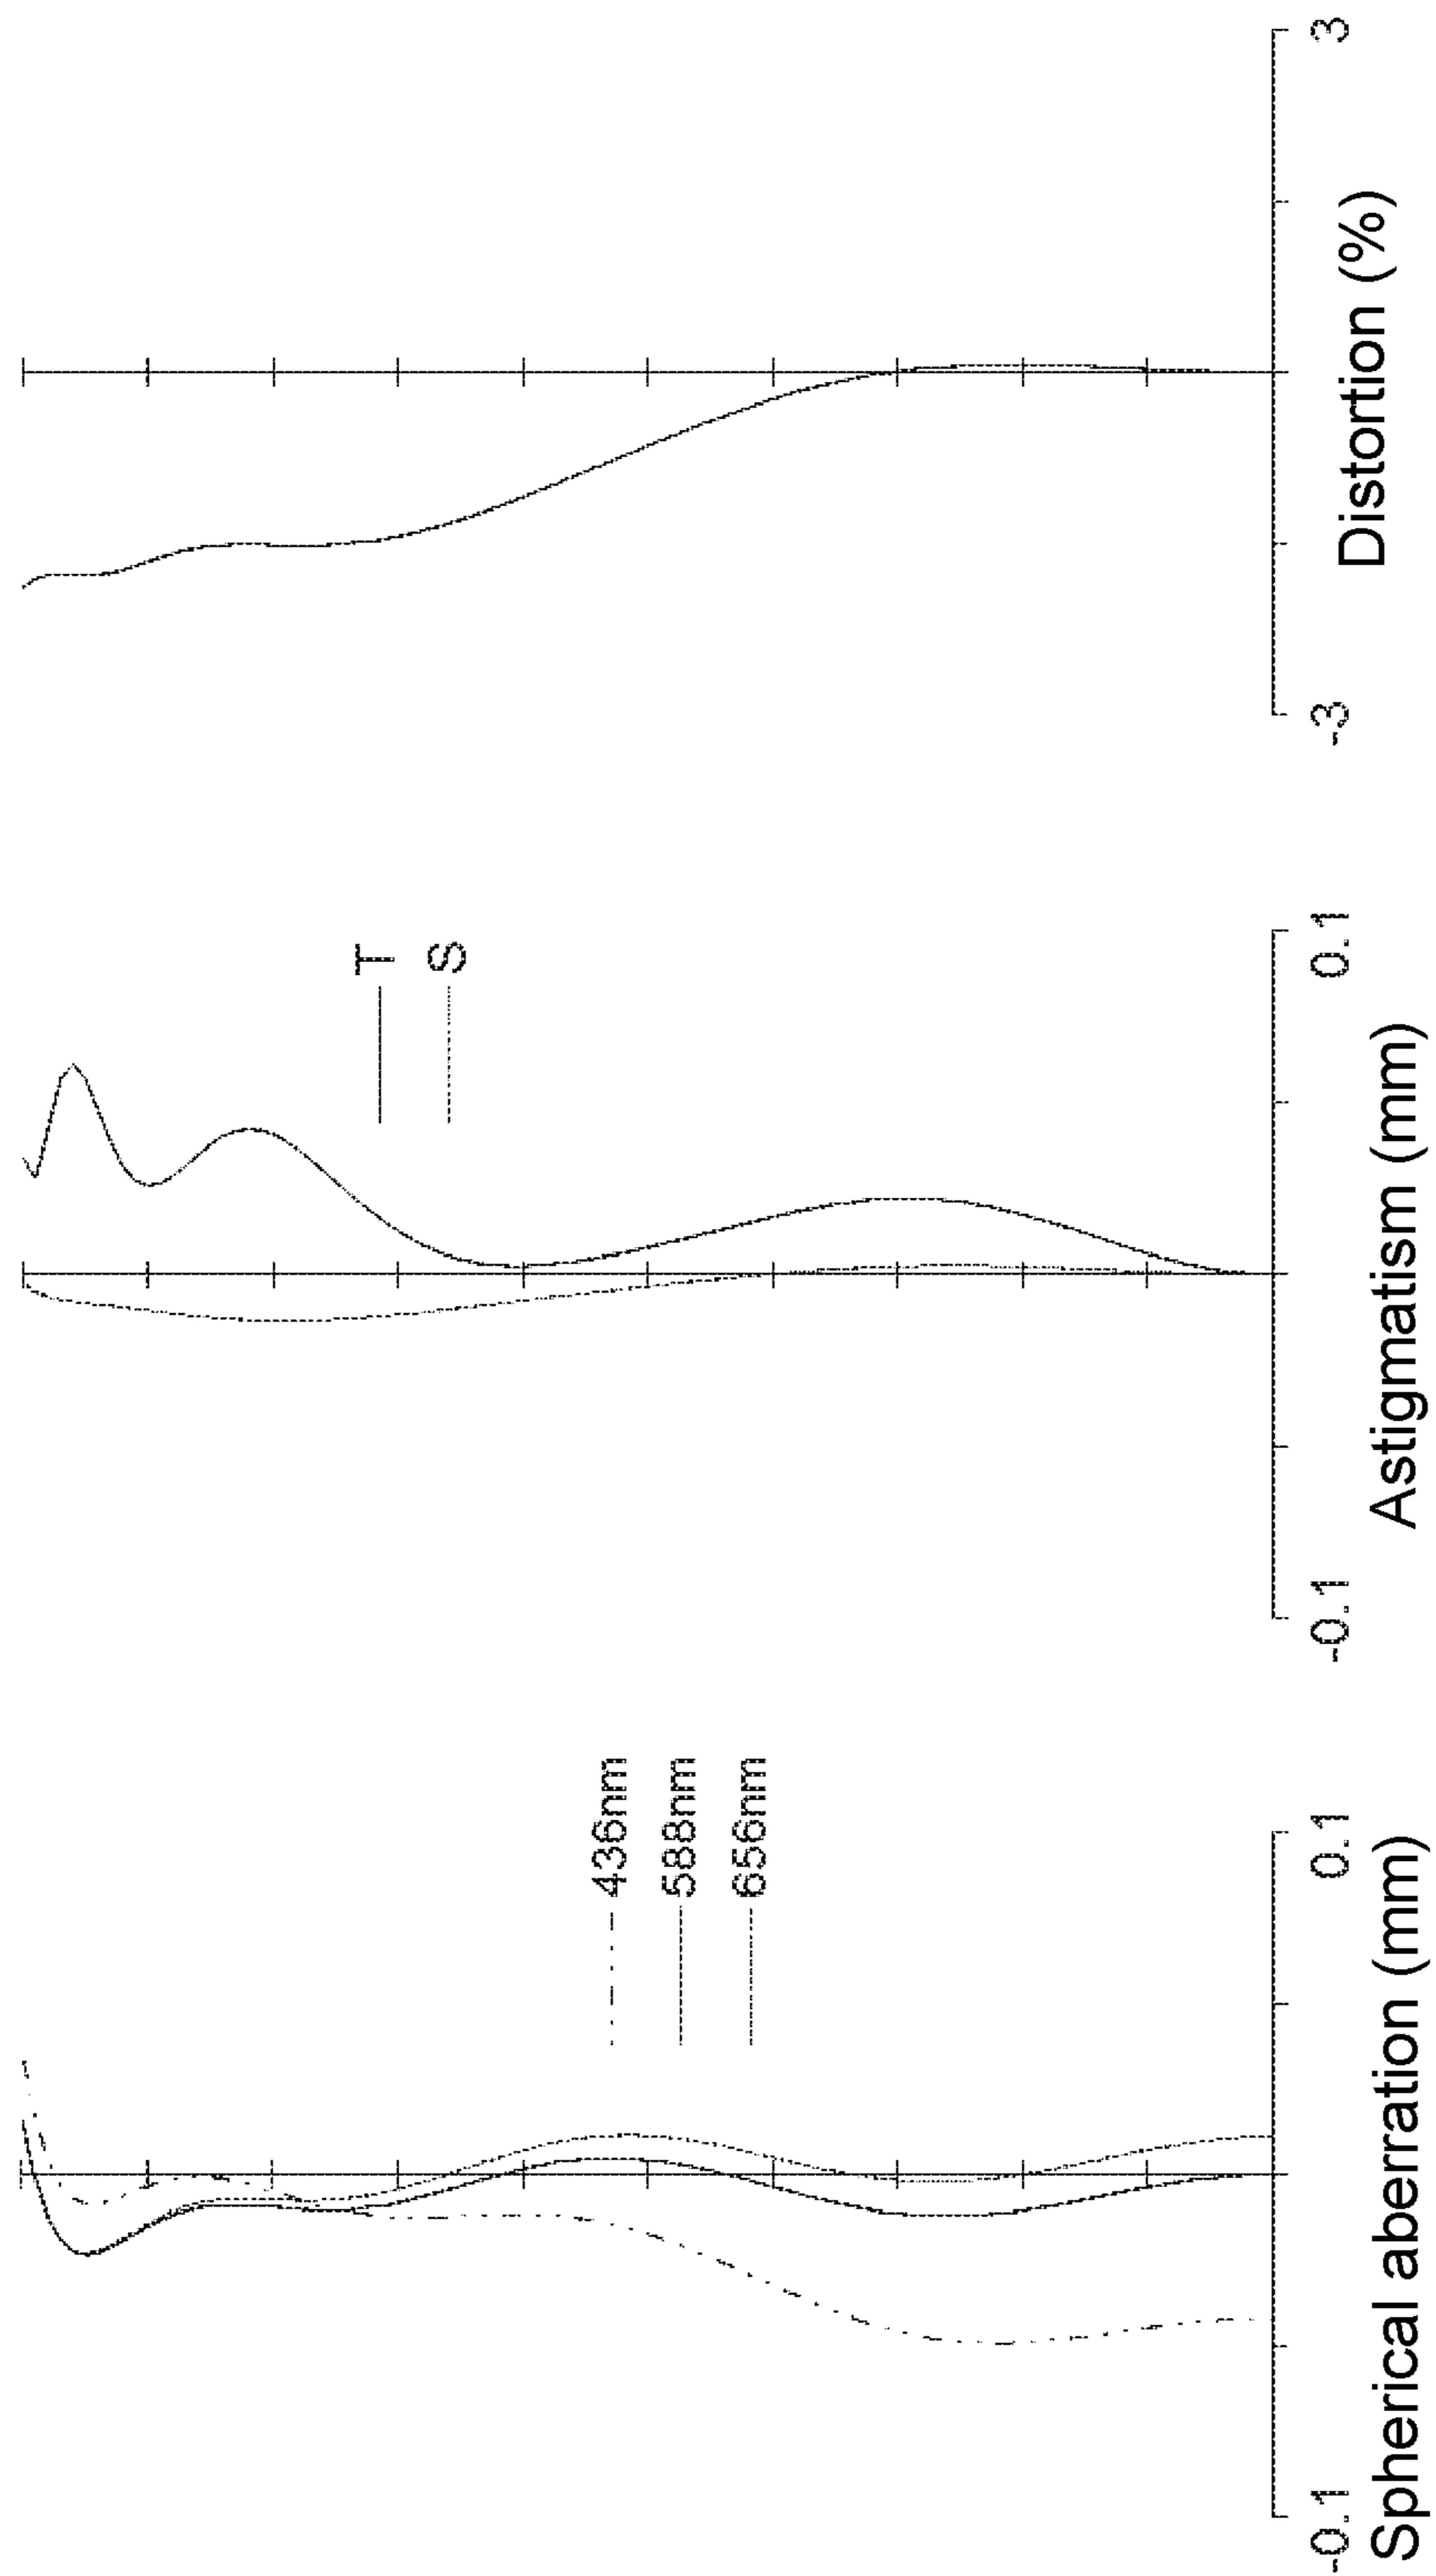 436nm
588nm
656nm
-0.1
0.1
Spherical aberration (mm)
T
S
-0.1
0.1
Astigmatism (mm)
-3
3
Distortion (%)